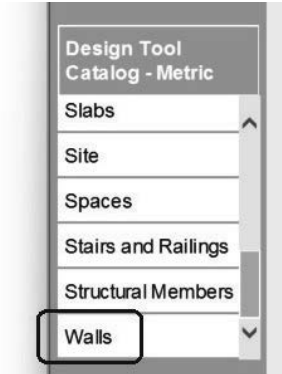 Design Tool
Catalog - Metric
Slabs
Site
Spaces
Stairs and Railings
Structural Members
Walls